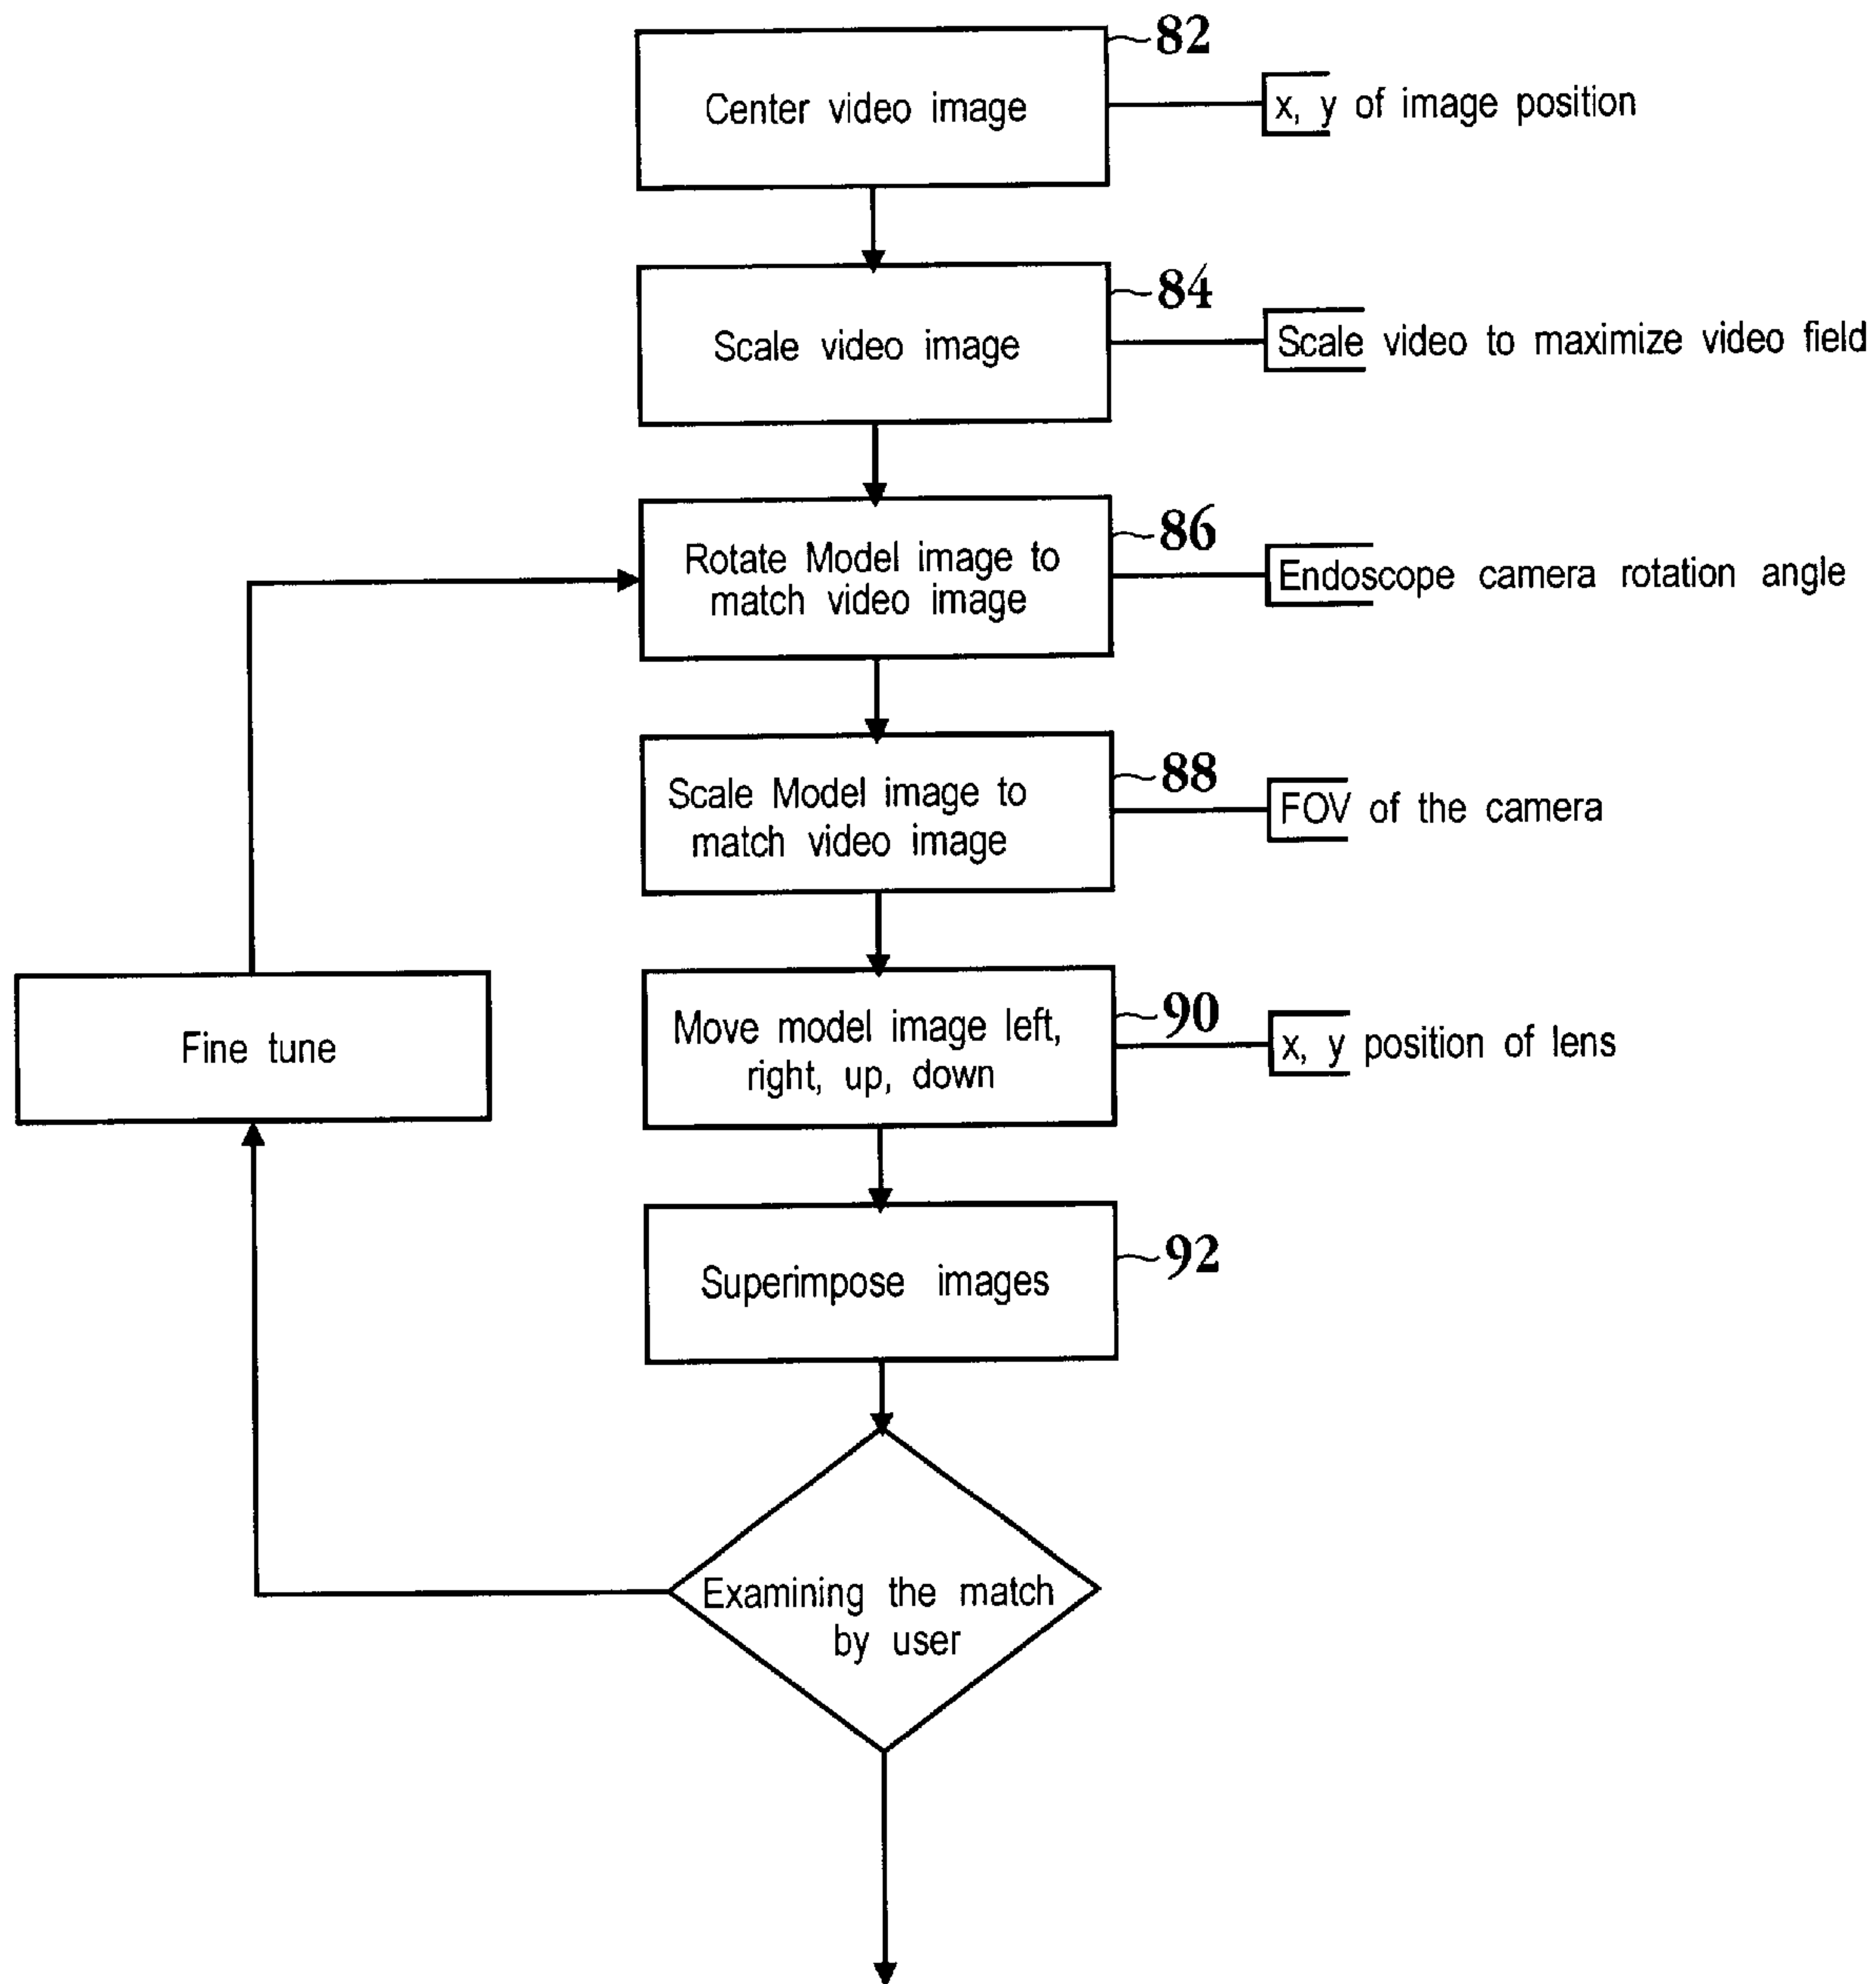 82
Center video image
x, y of image position
84
Scale video image
Scale video to maximize video field
86
Rotate Model image to
match video image
Endoscope camera rotation angle
88
Scale Model image to
match video image
FOV of the camera
90
Move model image left,
right, up, down
x, y position of lens
Fine tune
92
Superimpose images
Examining the match
by user